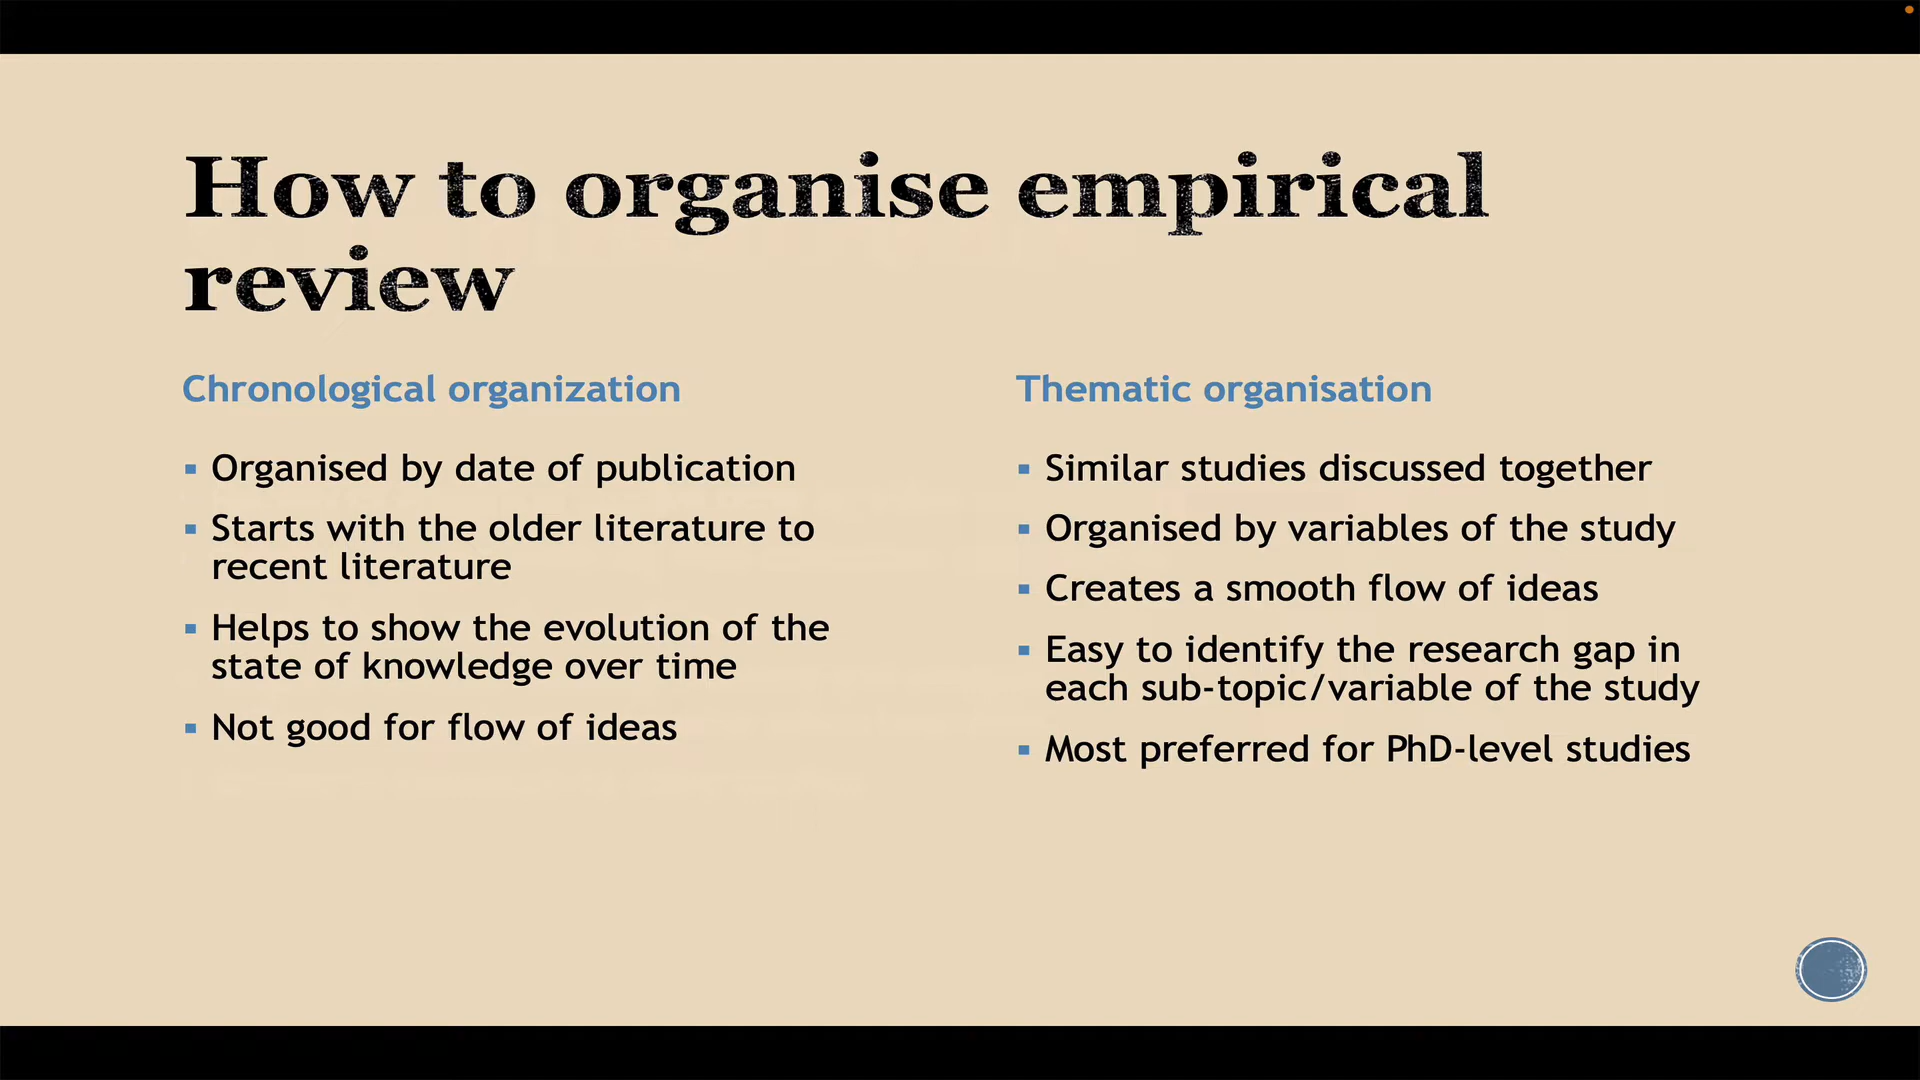 How to organise empirical
review
Chronological organization
▪ Organised by date of publication
▪ Starts with the older literature to
recent literature
▪ Helps to show the evolution of the
state of knowledge over time
▪ Not good for flow of ideas
Thematic organisation
▪ Similar studies discussed together
▪ Organised by variables of the study
▪ Creates a smooth flow of ideas
▪ Easy to identify the research gap in
each sub-topic/variable of the study
▪ Most preferred for PhD-level studies